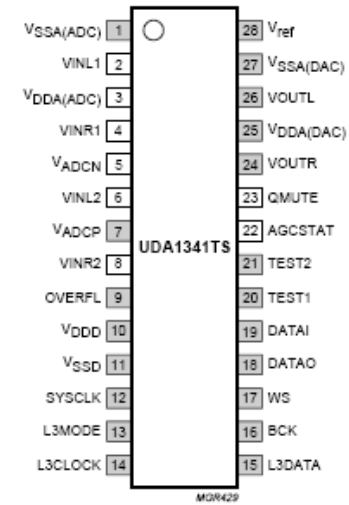 VSSA(ADC) 1
VINL1 2
VDDA(ADC) 3
VINR1 4
VADCN 5
VINL2 6
VADCP 7
VINR2 8
OVERFL 9
VDDD 10
VSSD 11
SYSCLK 12
L3MODE 13
L3CLOCK 14
UDA1341TS
28 Vref
27 VSSA(DAC)
26 VOUTL
25 VDDA(DAC)
24 VOUTR
23 QMUTE
22 AGCSTAT
21 TEST2
20 TEST1
19 DATAI
18 DATAO
17 WS
16 BCK
15 L3DATA
MGR429